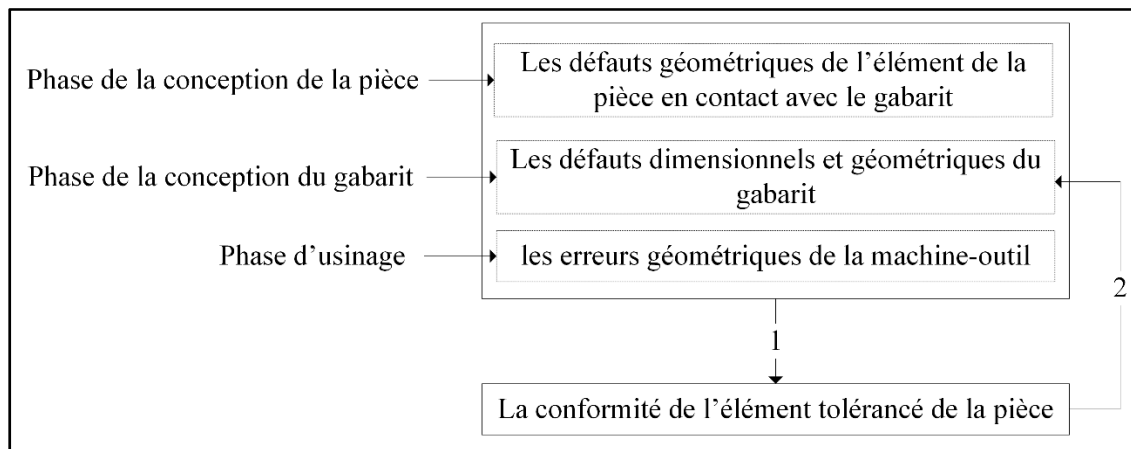 Phase de la conception de la pièce
Les défauts géométriques de l’élément de la
pièce en contact avec le gabarit
Phase de la conception du gabarit
Les défauts dimensionnels et géométriques du
gabarit
Phase d’usinage
les erreurs géométriques de la machine-outil
1
2
La conformité de l’élément tolérancé de la pièce